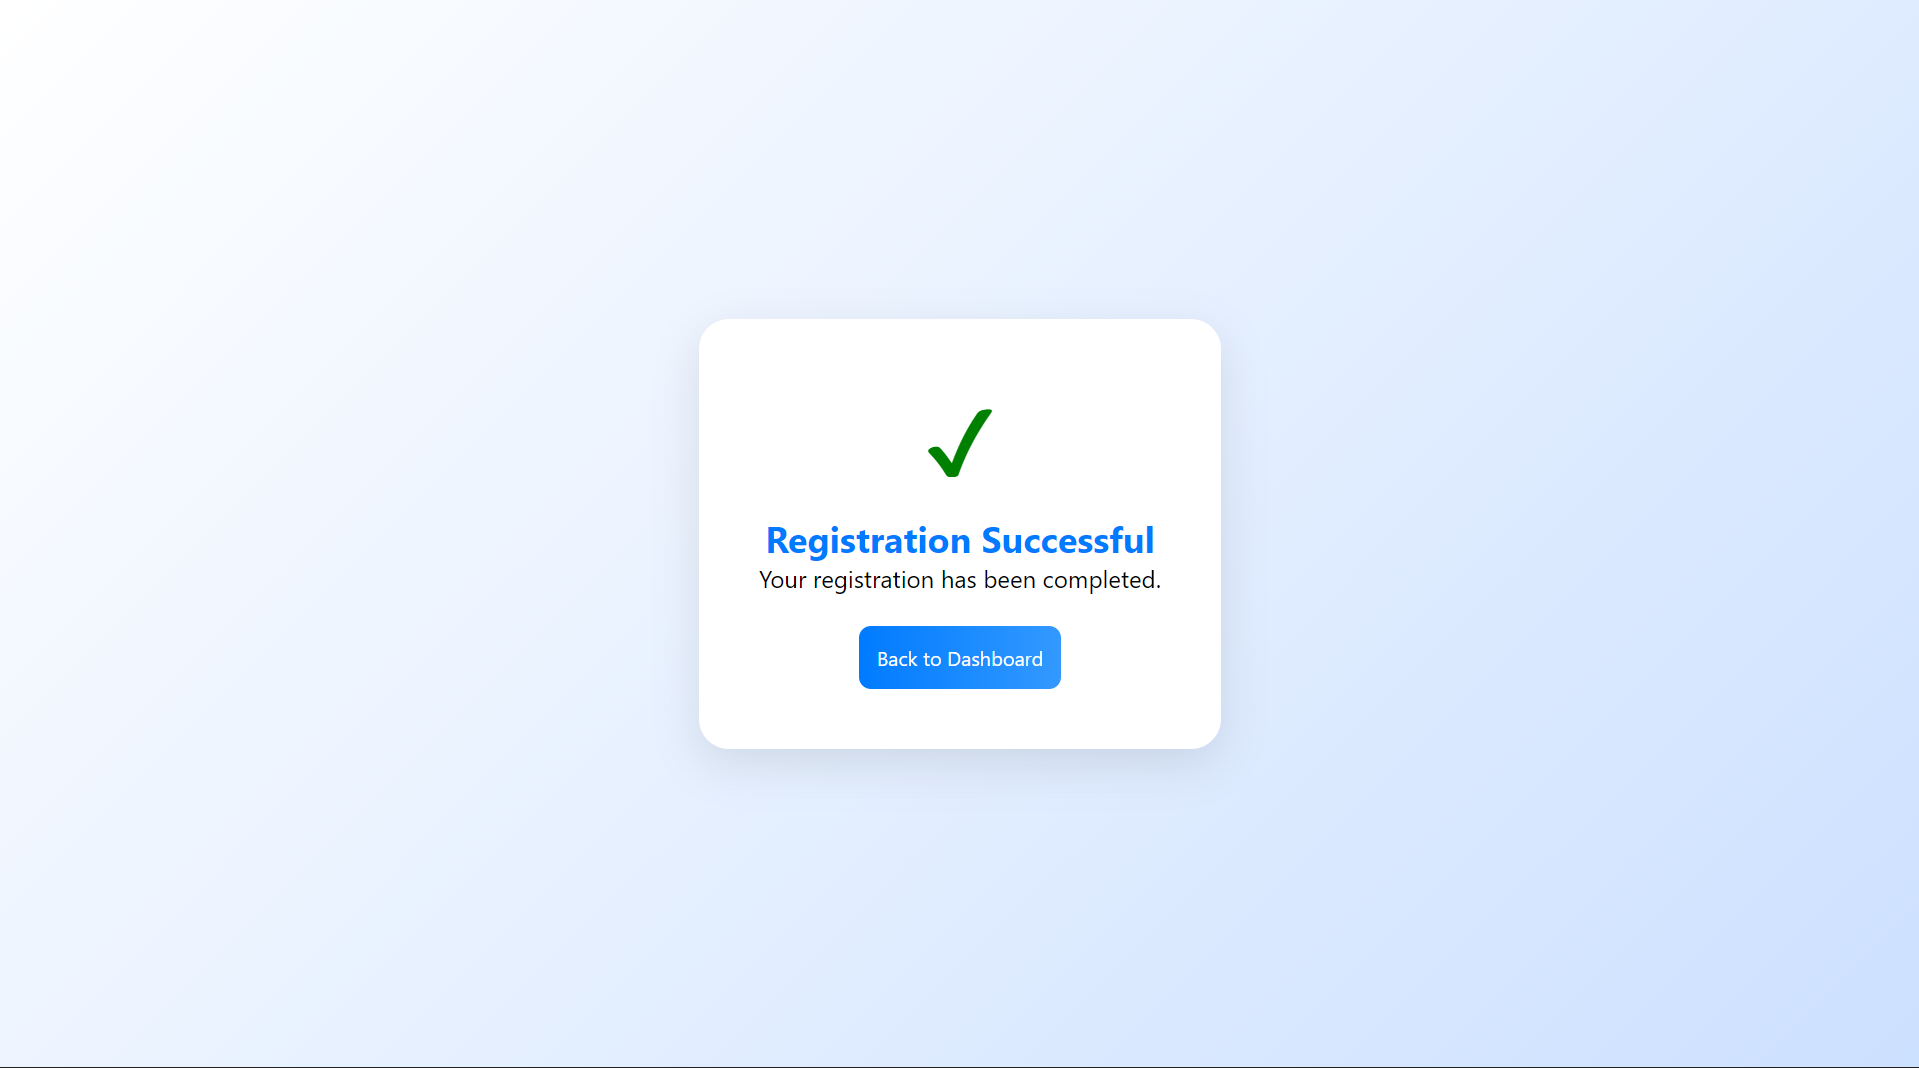 Registration Successful
Your registration has been completed.
Back to Dashboard